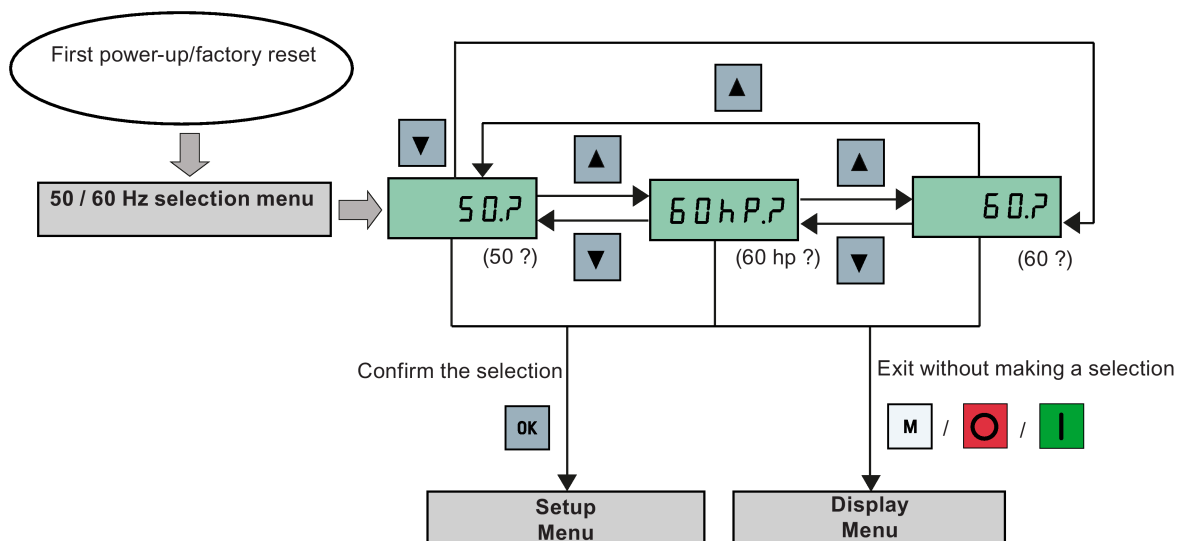 First power-up/factory reset
50 / 60 Hz selection menu
50.?
(50 ?)
60hP.?
(60 hp ?)
60.?
(60 ?)
Confirm the selection
OK
Exit without making a selection
M / O / I
Setup
Menu
Display
Menu